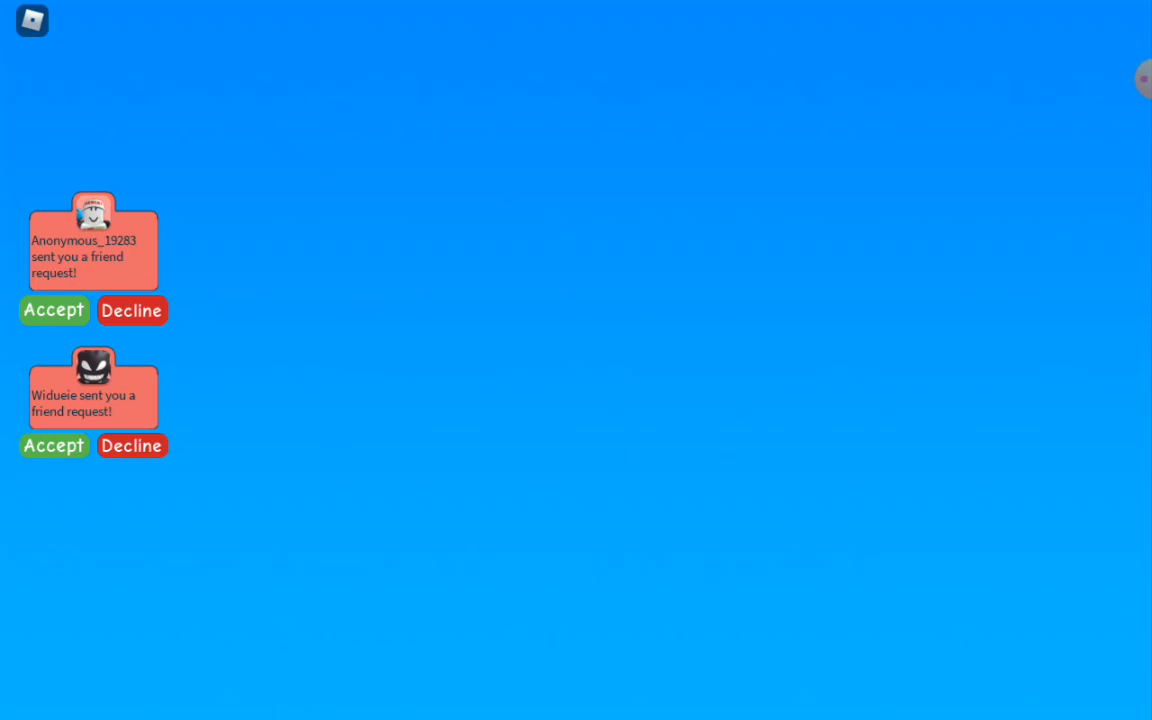 Anonymous_19283
sent you a friend
request!
Accept Decline
Widueie sent you a
friend request!
Accept Decline